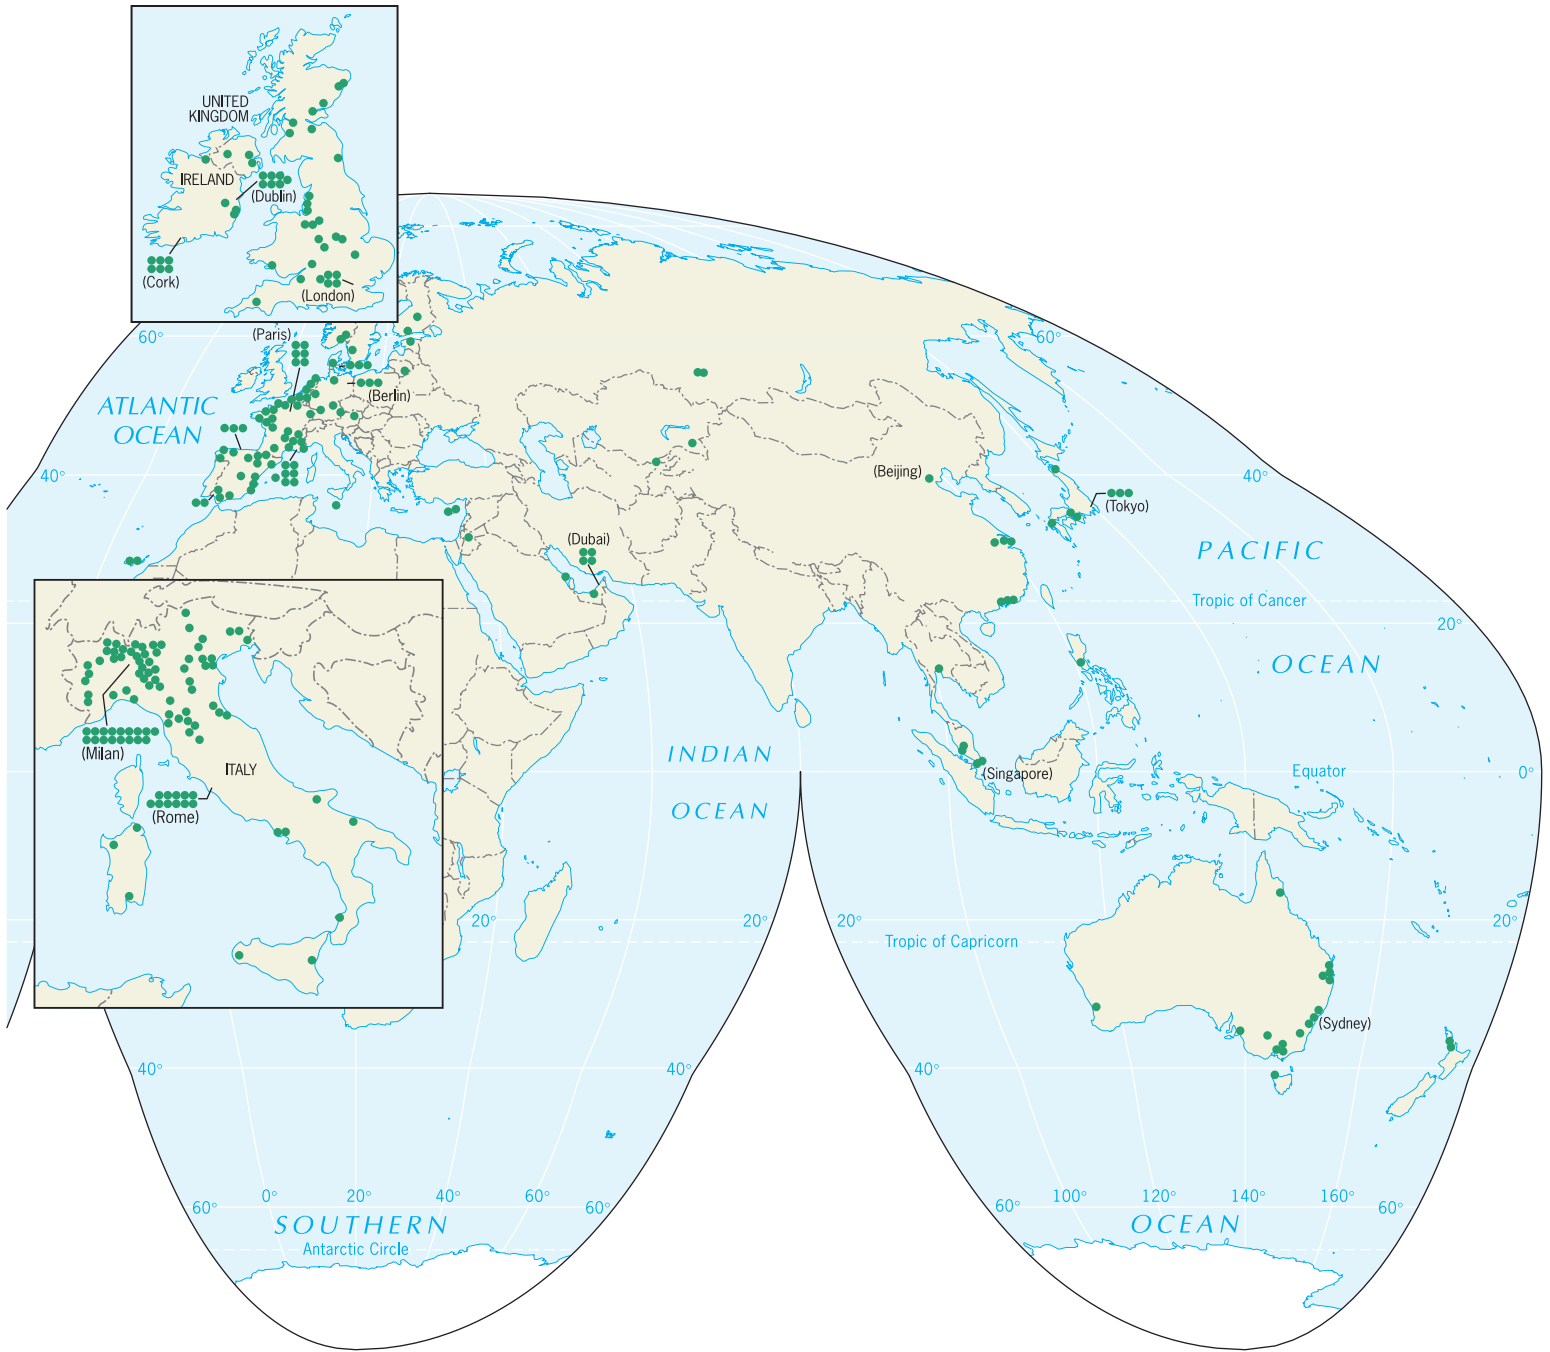 UNITED
KINGDOM
IRELAND
(Dublin)
(Cork)
(London)
(Paris)
60°
60°
(Berlin)
ATLANTIC
OCEAN
40°
(Beijing)
40°
(Tokyo)
(Dubai)
PACIFIC
Tropic of Cancer
20°
OCEAN
(Milan)
INDIAN
ITALY
(Singapore)
Equator
0°
OCEAN
(Rome)
20°
20°
20°
20°
Tropic of Capricorn
(Sydney)
40°
40°
40°
60°
0°
20°
40°
60°
60°
60°
100°
120°
140°
160°
60°
SOUTHERN
OCEAN
Antarctic Circle